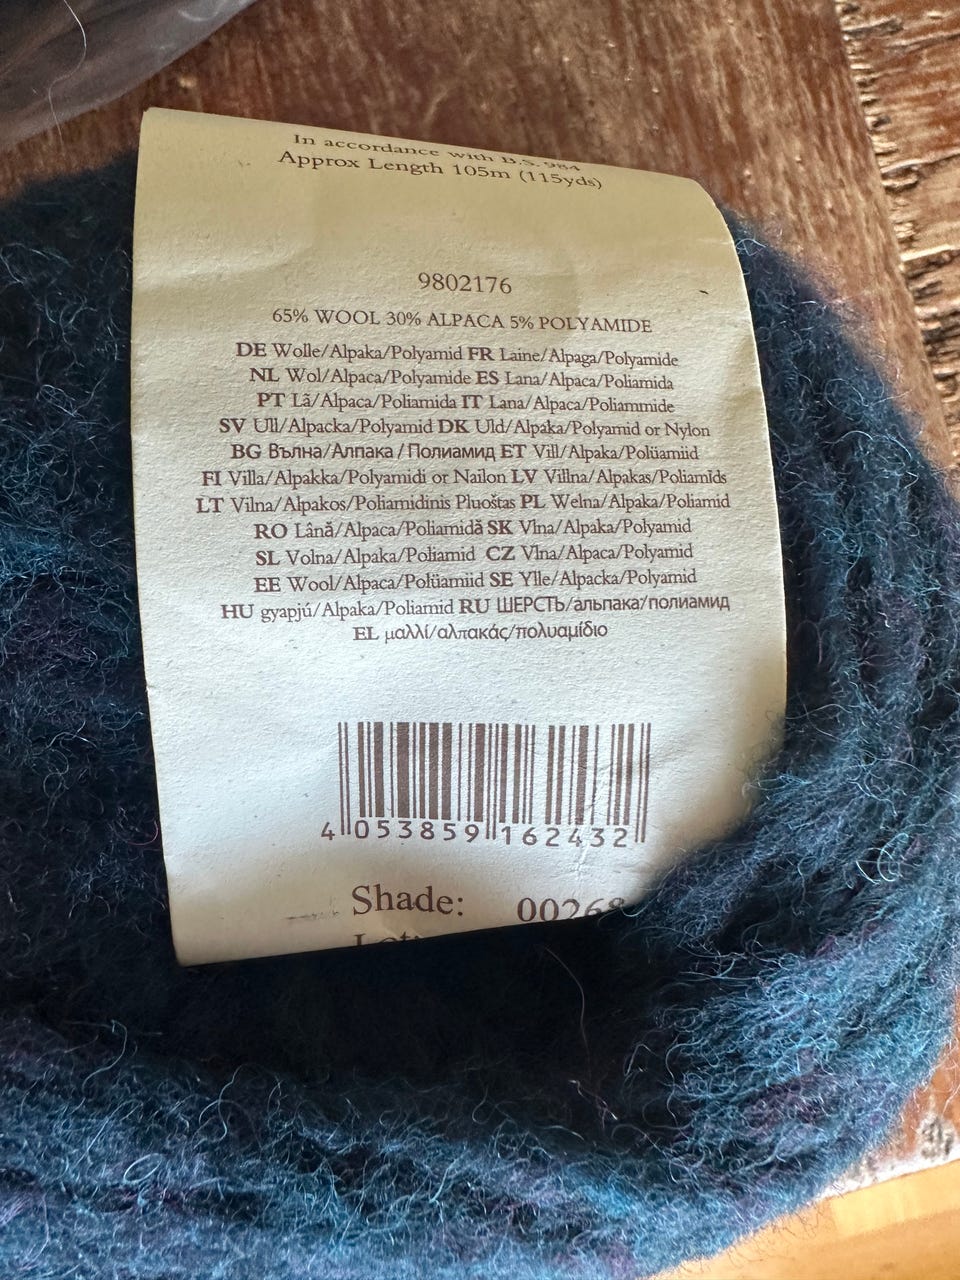 In accordance with B.S. 984
Approx Length 105m (115yds)
9802176
65% WOOL 30% ALPACA 5% POLYAMIDE
DE Wolle/Alpaka/Polyamid FR Laine/Alpaga/Polyamide
NL Wol/Alpaca/Polyamide ES Lana/Alpaca/Poliamida
PT Lã/Alpaca/Poliamida IT Lana/Alpaca/Poliammide
SV Ull/Alpacka/Polyamid DK Uld/Alpaka/Polyamid or Nylon
BG Вълна/Алпака/Полиамид ET Vill/Alpaka/Polüamiid
FI Villa/Alpakka/Polyamidi or Nailon LV Villna/Alpakas/Poliamīds
LT Vilna/Alpakos/Poliamidinis Pluoštas PL Welna/Alpaka/Poliamid
RO Lână/Alpaca/Poliamidă SK Vlna/Alpaka/Polyamid
SL Volna/Alpaka/Poliamid CZ Vlna/Alpaca/Polyamid
EE Wool/Alpaca/Polüamiid SE Ylle/Alpacka/Polyamid
HU gyapjú/Alpaka/Poliamid RU ШЕРСТЬ/альпака/полиамид
EL μαλλί/αλπακάς/πολυαμίδιο
4 053859 162432
Shade: 00268